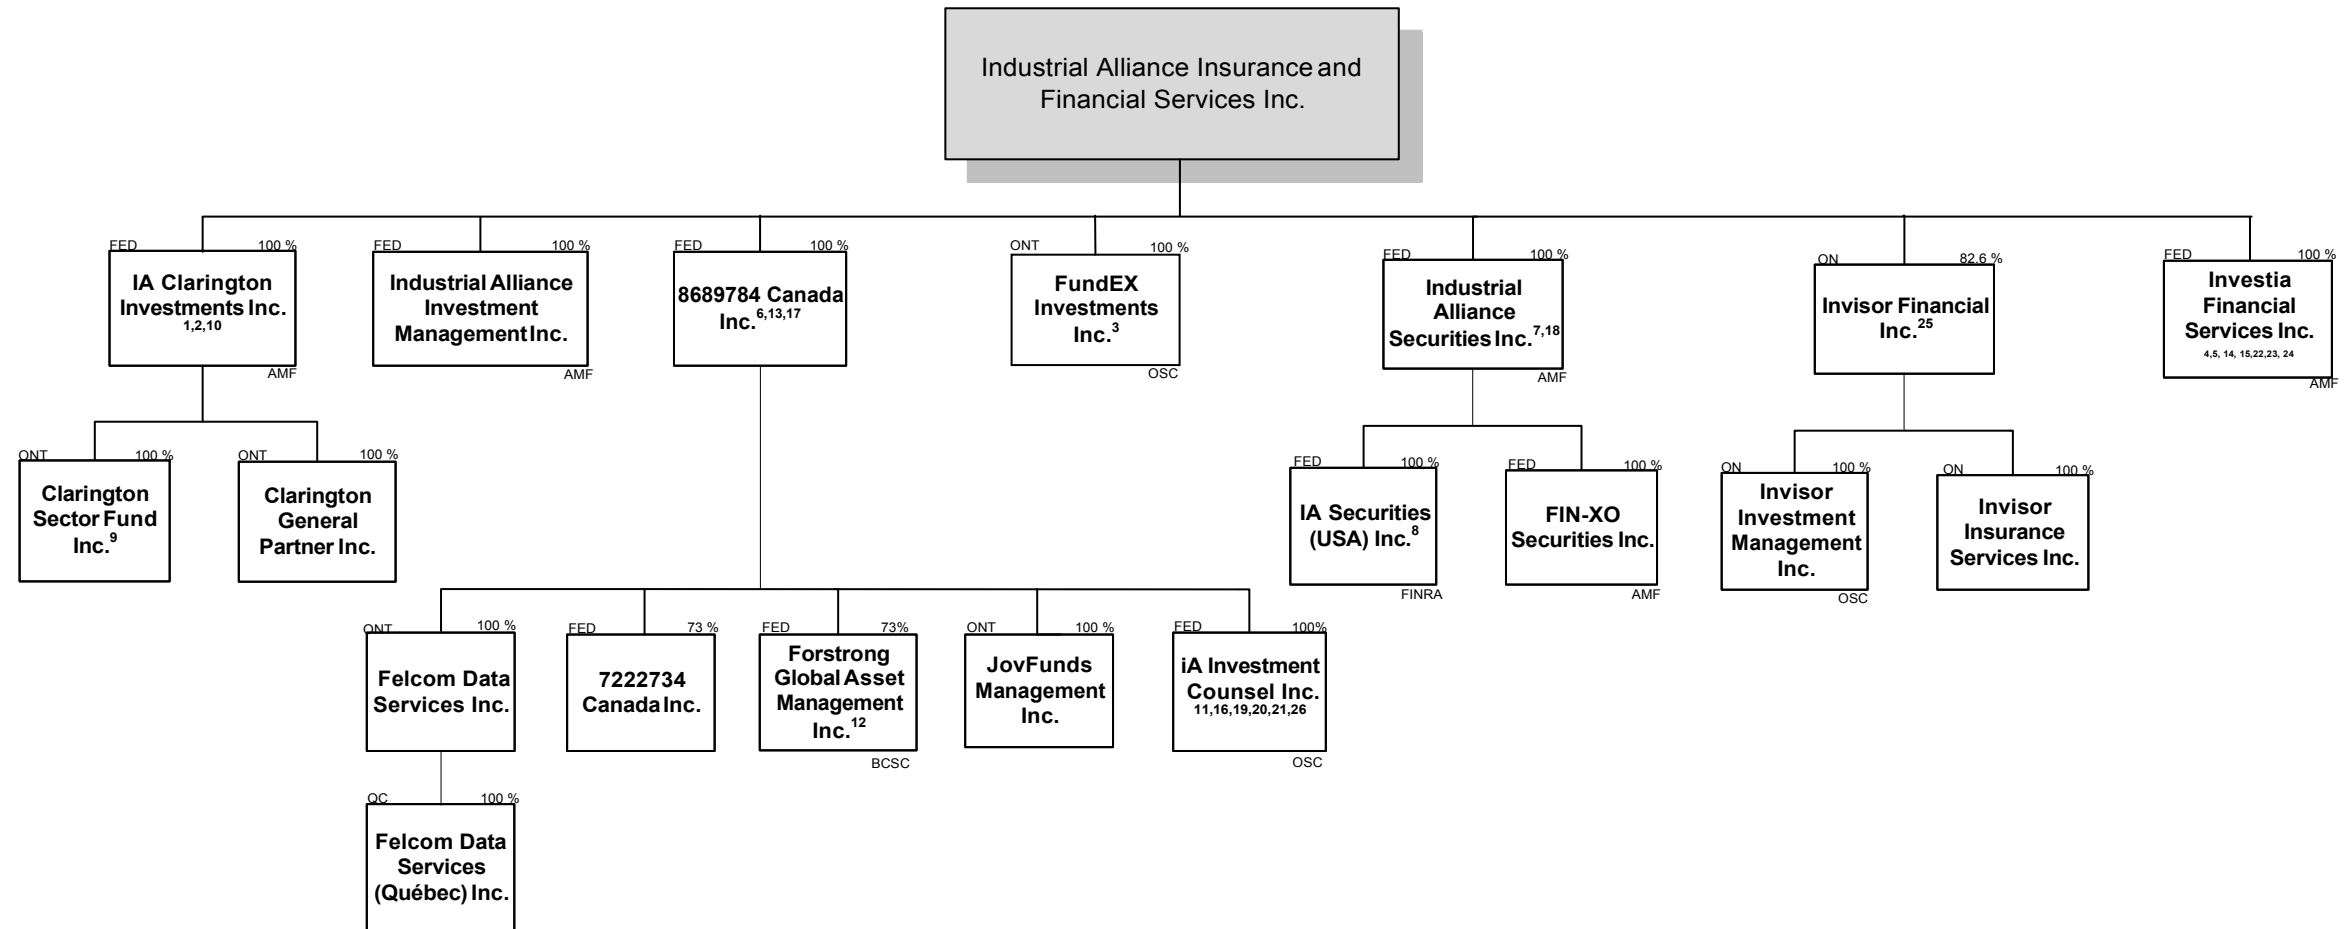 Industrial Alliance Insurance and
Financial Services Inc.
FED 100 %
IA Clarington
Investments Inc.
1,2,10
AMF
FED 100 %
Industrial Alliance
Investment
Management Inc.
AMF
FED 100 %
8689784 Canada
Inc.6,13,17
ONT 100 %
FundEX
Investments
Inc.3
OSC
FED 100 %
Industrial
Alliance
Securities Inc.7,18
AMF
ON 82,6 %
Invisor Financial
Inc.25
FED 100 %
Investia
Financial
Services Inc.
4,5, 14, 15,22,23, 24
AMF
ONT 100 %
Clarington
Sector Fund
Inc.9
ONT 100 %
Clarington
General
Partner Inc.
FED 100 %
IA Securities
(USA) Inc.8
FINRA
FED 100 %
FIN-XO
Securities Inc.
AMF
ON 100 %
Invisor
Investment
Management
Inc.
OSC
ON 100 %
Invisor
Insurance
Services Inc.
ONT 100 %
Felcom Data
Services Inc.
FED 73 %
7222734
Canada Inc.
FED 73%
Forstrong
Global Asset
Management
Inc.12
BCSC
ONT 100 %
JovFunds
Management
Inc.
FED 100%
iA Investment
Counsel Inc.
11,16,19,20,21,26
OSC
QC 100 %
Felcom Data
Services
(Québec) Inc.